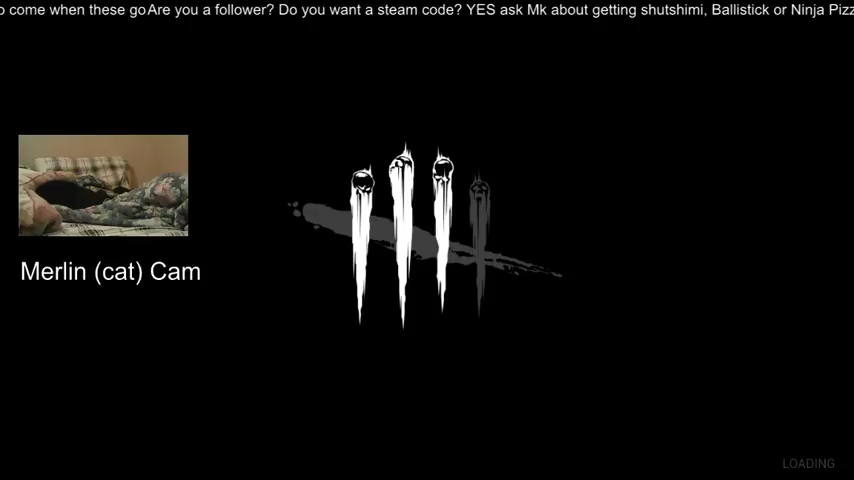 o come when these goAre you a follower? Do you want a steam code? YES ask Mk about getting shutshimi, Ballistick or Ninja Pizz
Merlin (cat) Cam
LOADING